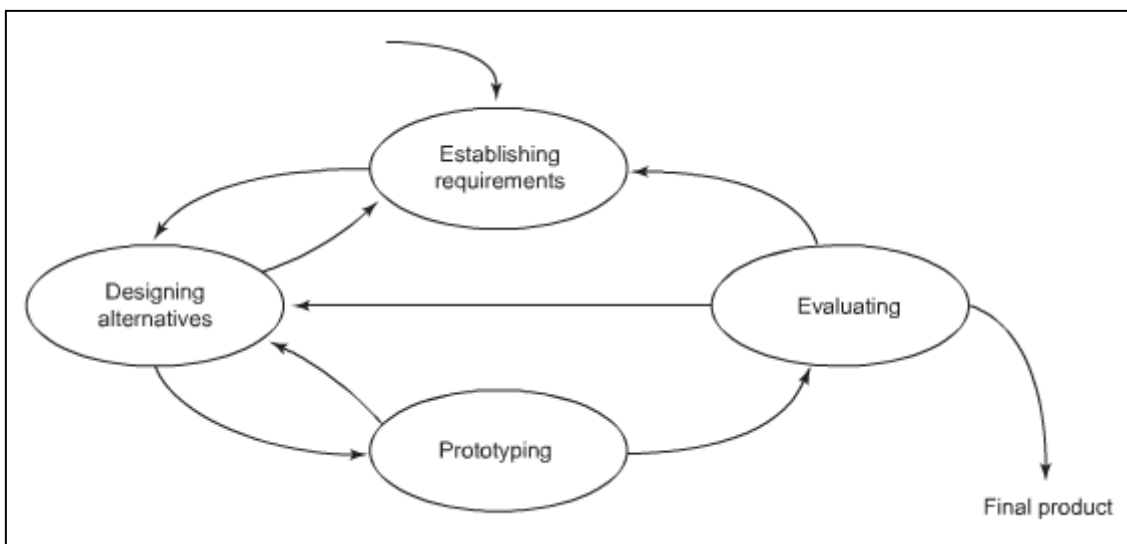 Establishing
requirements
Designing
alternatives
Evaluating
Prototyping
Final product